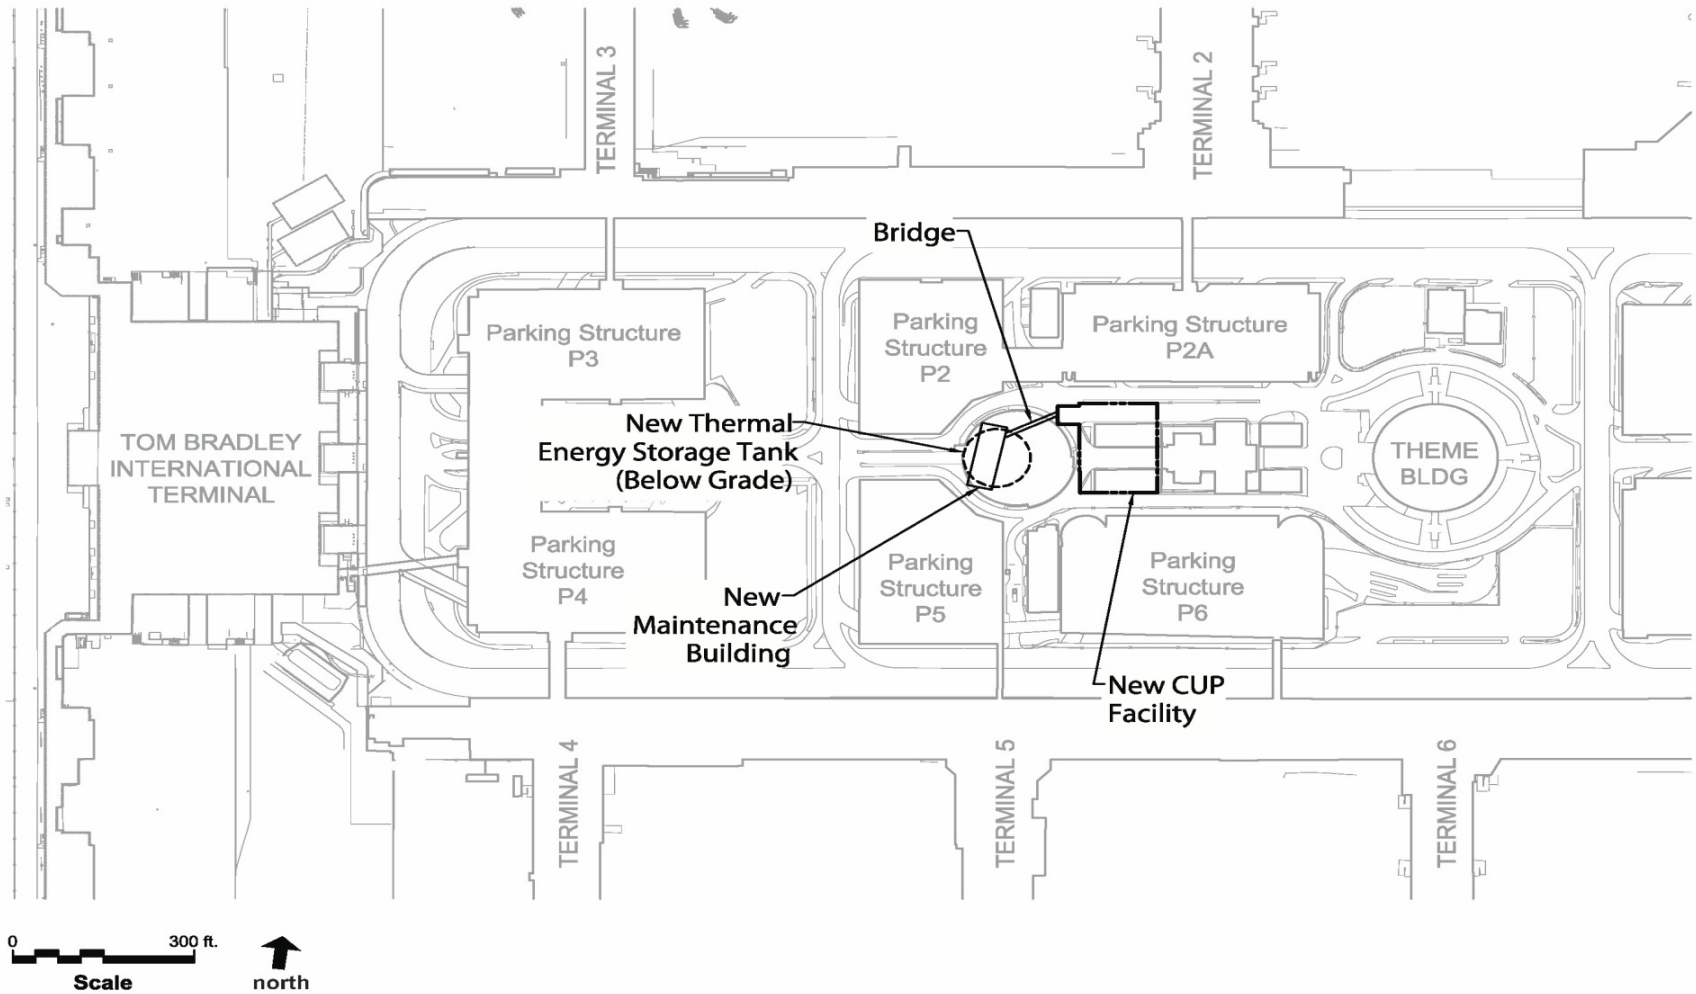 TERMINAL 3
TERMINAL 2
Bridge
Parking Structure
P3
Parking
Structure
P2
Parking Structure
P2A
New Thermal
Energy Storage Tank
(Below Grade)
TOM BRADLEY
INTERNATIONAL
TERMINAL
THEME
BLDG
Parking
Structure
P4
Parking
Structure
P5
Parking
Structure
P6
New
Maintenance
Building
New CUP
Facility
TERMINAL 4
TERMINAL 5
TERMINAL 6
0
300 ft.
Scale
north